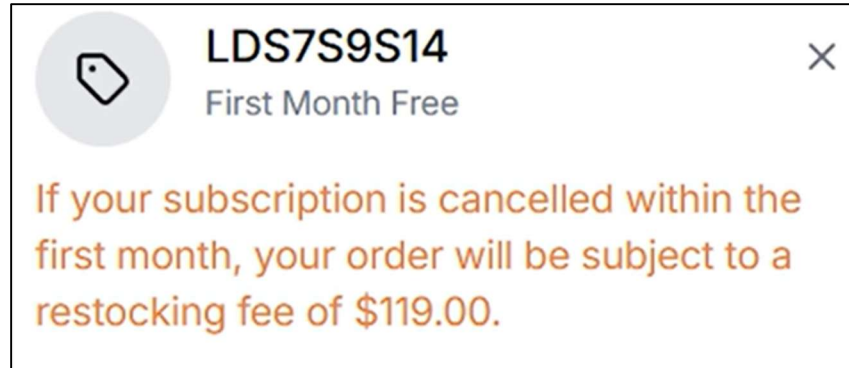 LDS7S9S14
First Month Free
If your subscription is cancelled within the
first month, your order will be subject to a
restocking fee of $119.00.